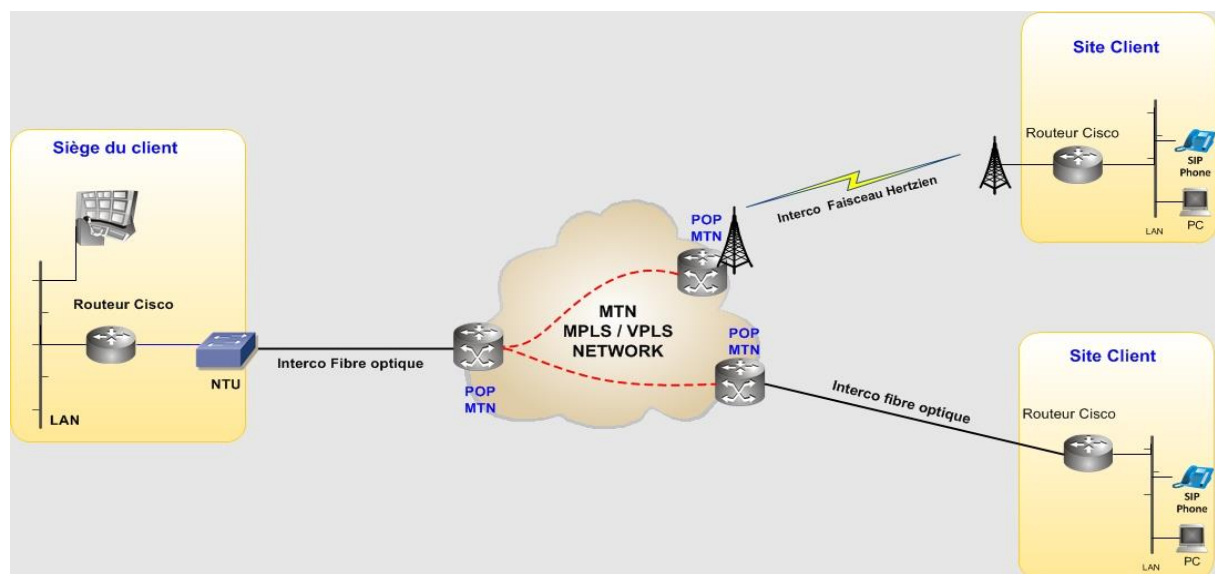 Siège du client
Routeur Cisco
NTU
LAN
Interco Fibre optique
POP
MTN
MTN
MPLS / VPLS
NETWORK
POP
MTN
POP
MTN
Interco Faisceau Hertzien
Interco fibre optique
Site Client
Routeur Cisco
SIP
Phone
PC
LAN
Site Client
Routeur Cisco
SIP
Phone
PC
LAN